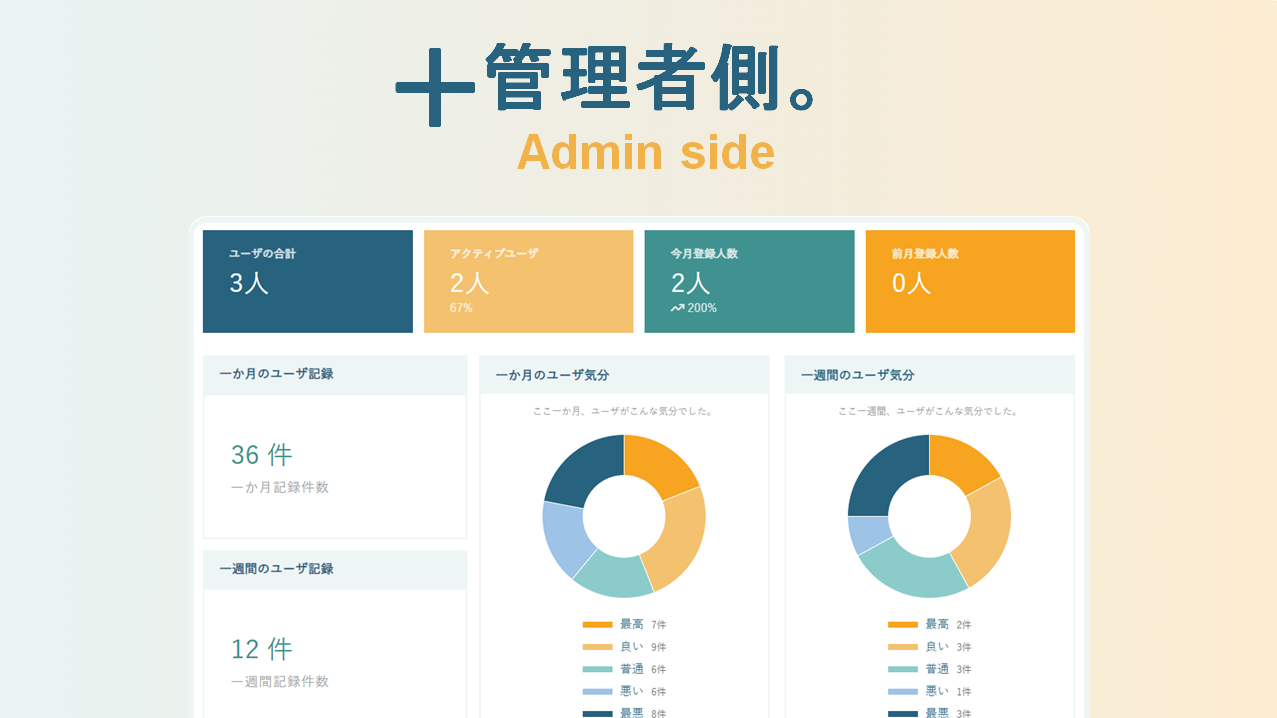 +管理者側。
Admin side
ユーザの合計
3人
アクティブユーザ
2人
67%
今月登録人数
2人
200%
前月登録人数
0人
一か月のユーザ記録
36 件
一か月記録件数
一週間のユーザ記録
12 件
一週間記録件数
一か月のユーザ気分
ここ一か月、ユーザがこんな気分でした。
最高 7件
良い 9件
普通 6件
悪い 6件
最悪 8件
一週間のユーザ気分
ここ一週間、ユーザがこんな気分でした。
最高 2件
良い 3件
普通 3件
悪い 1件
最悪 3件